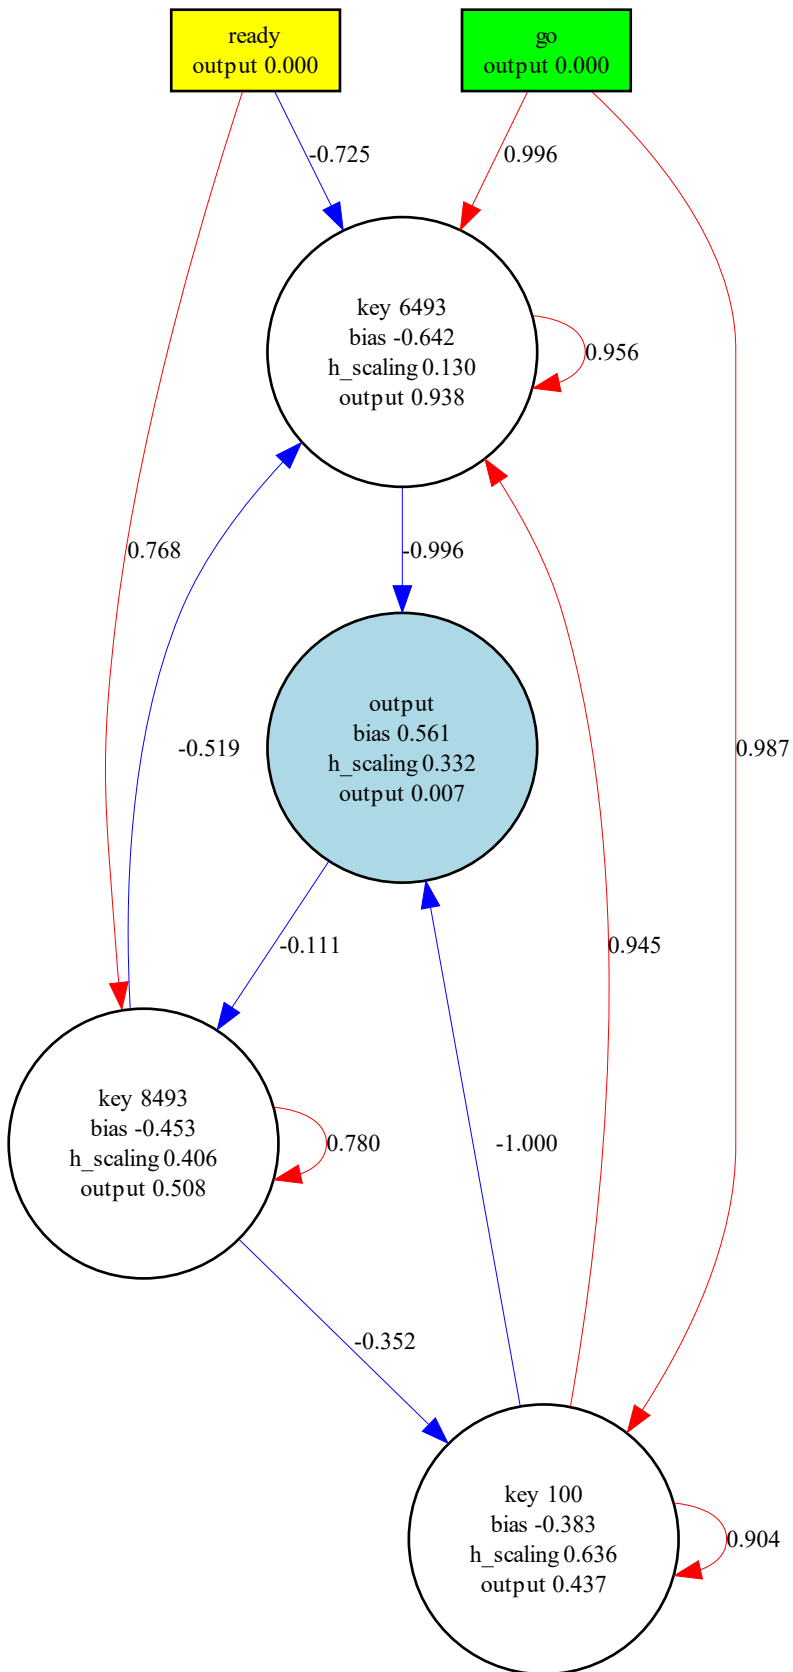 ready
output 0.000
go
output 0.000
-0.725
0.996
key 6493
bias -0.642
h_scaling 0.130
output 0.938
0.956
0.768
-0.996
output
bias 0.561
h_scaling 0.332
output 0.007
-0.519
0.987
-0.111
0.945
key 8493
bias -0.453
h_scaling 0.406
output 0.508
0.780
-1.000
-0.352
key 100
bias -0.383
h_scaling 0.636
output 0.437
0.904